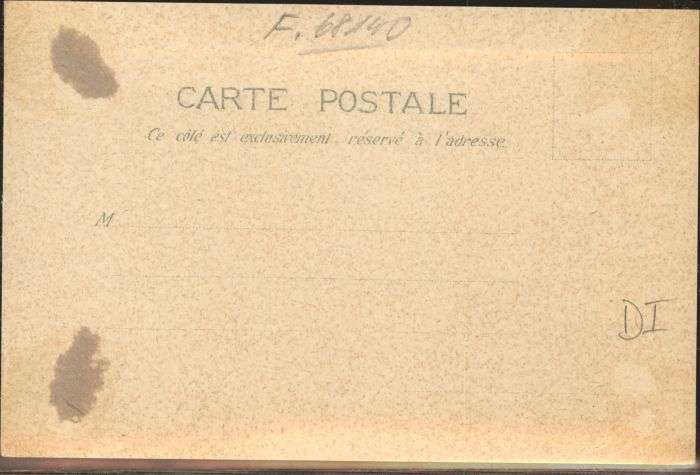 F. 68140
CARTE POSTALE
Ce côté est exclusivement réservé à l'adresse.
M
DI